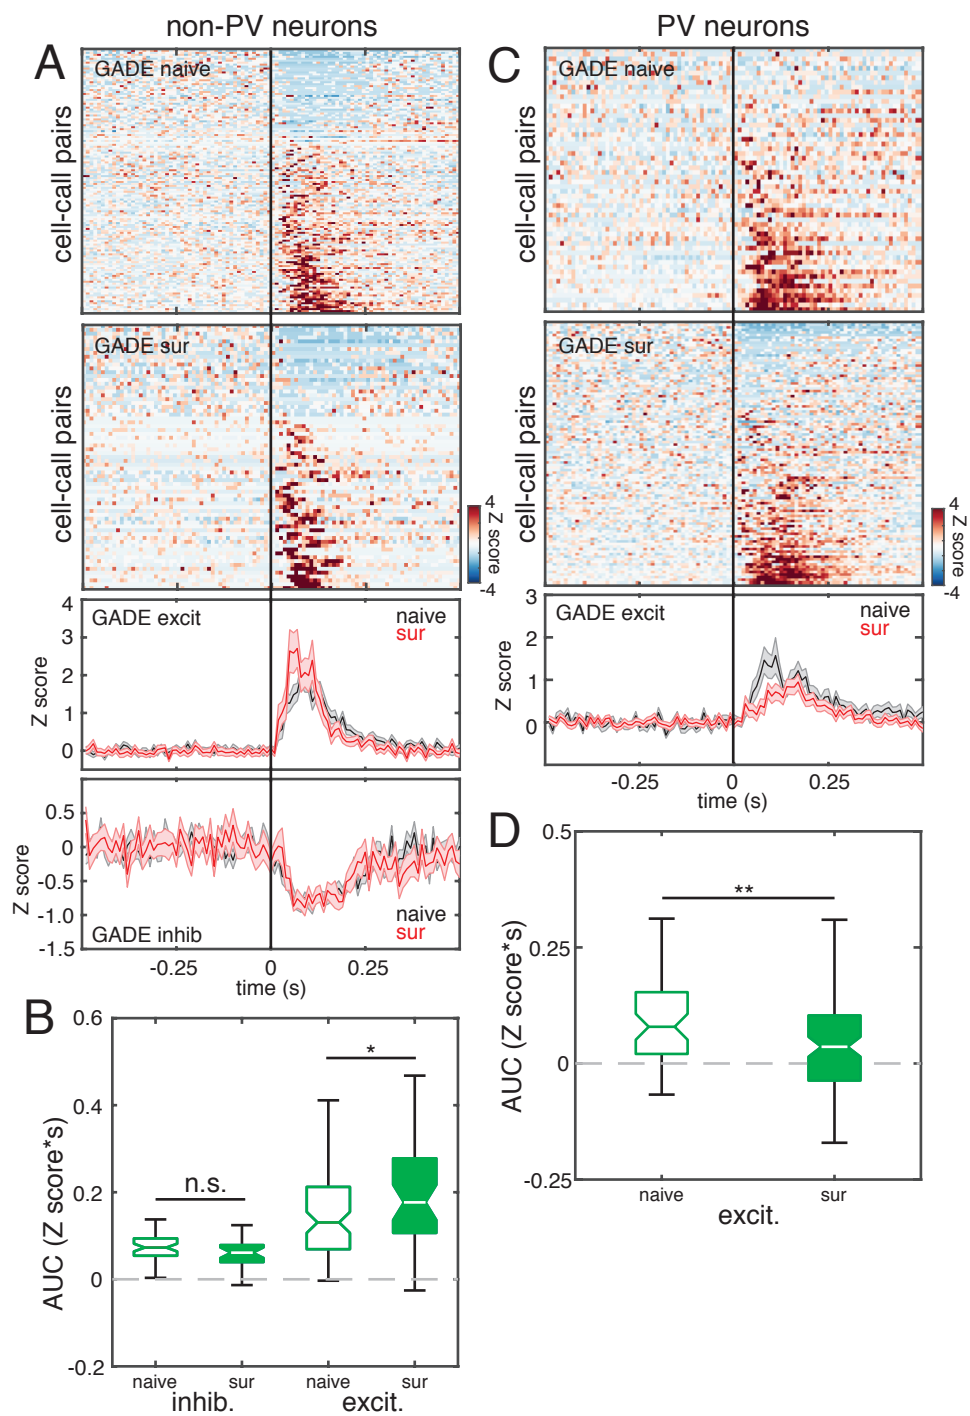 non-PV neurons
PV neurons
A
GADE naive
cell-call pairs
GADE sur
cell-call pairs
4
Z score
-4
GADE excit
naive
sur
4
3
2
1
0
Z score
0.5
0
-0.5
-1.0
-1.5
Z score
naive
sur
GADE inhib
-0.25
0
0.25
time (s)
C
GADE naive
cell-call pairs
GADE sur
cell-call pairs
4
Z score
-4
GADE excit
naive
sur
3
2
1
0
-1
Z score
-0.25
0
0.25
time (s)
B
0.6
0.4
0.2
0
-0.2
AUC (Z score*s)
n.s.
*
naive
sur
naive
sur
inhib.
excit.
D
0.5
0.25
0
-0.25
AUC (Z score*s)
**
naive
sur
excit.